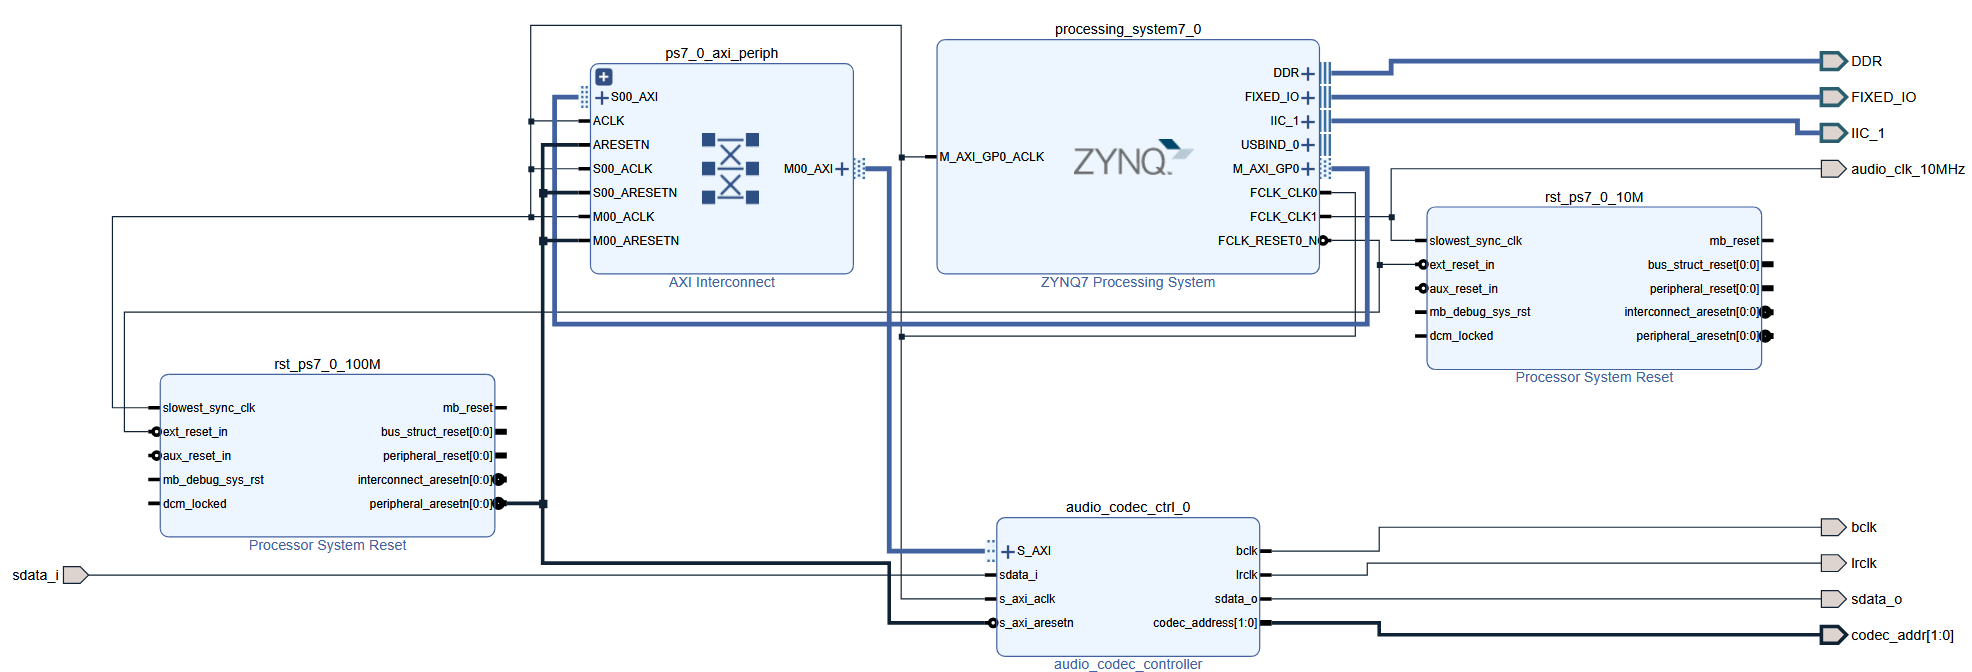 ps7_0_axi_periph
S00_AXI
ACLK
ARESETN
S00_ACLK
S00_ARESETN
M00_ACLK
M00_ARESETN
M00_AXI
AXI Interconnect
processing_system7_0
M_AXI_GP0_ACLK
ZYNQ
DDR
FIXED_IO
IIC_1
USBIND_0
M_AXI_GP0
FCLK_CLK0
FCLK_CLK1
FCLK_RESET0_N
ZYNQ7 Processing System
DDR
FIXED_IO
IIC_1
audio_clk_10MHz
rst_ps7_0_10M
slowest_sync_clk
ext_reset_in
aux_reset_in
mb_debug_sys_rst
dcm_locked
mb_reset
bus_struct_reset[0:0]
peripheral_reset[0:0]
interconnect_aresetn[0:0]
peripheral_aresetn[0:0]
Processor System Reset
rst_ps7_0_100M
slowest_sync_clk
ext_reset_in
aux_reset_in
mb_debug_sys_rst
dcm_locked
mb_reset
bus_struct_reset[0:0]
peripheral_reset[0:0]
interconnect_aresetn[0:0]
peripheral_aresetn[0:0]
Processor System Reset
sdata_i
audio_codec_ctrl_0
S_AXI
sdata_i
s_axi_aclk
s_axi_aresetn
bclk
lrclk
sdata_o
codec_address[1:0]
audio_codec_controller
bclk
lrclk
sdata_o
codec_addr[1:0]